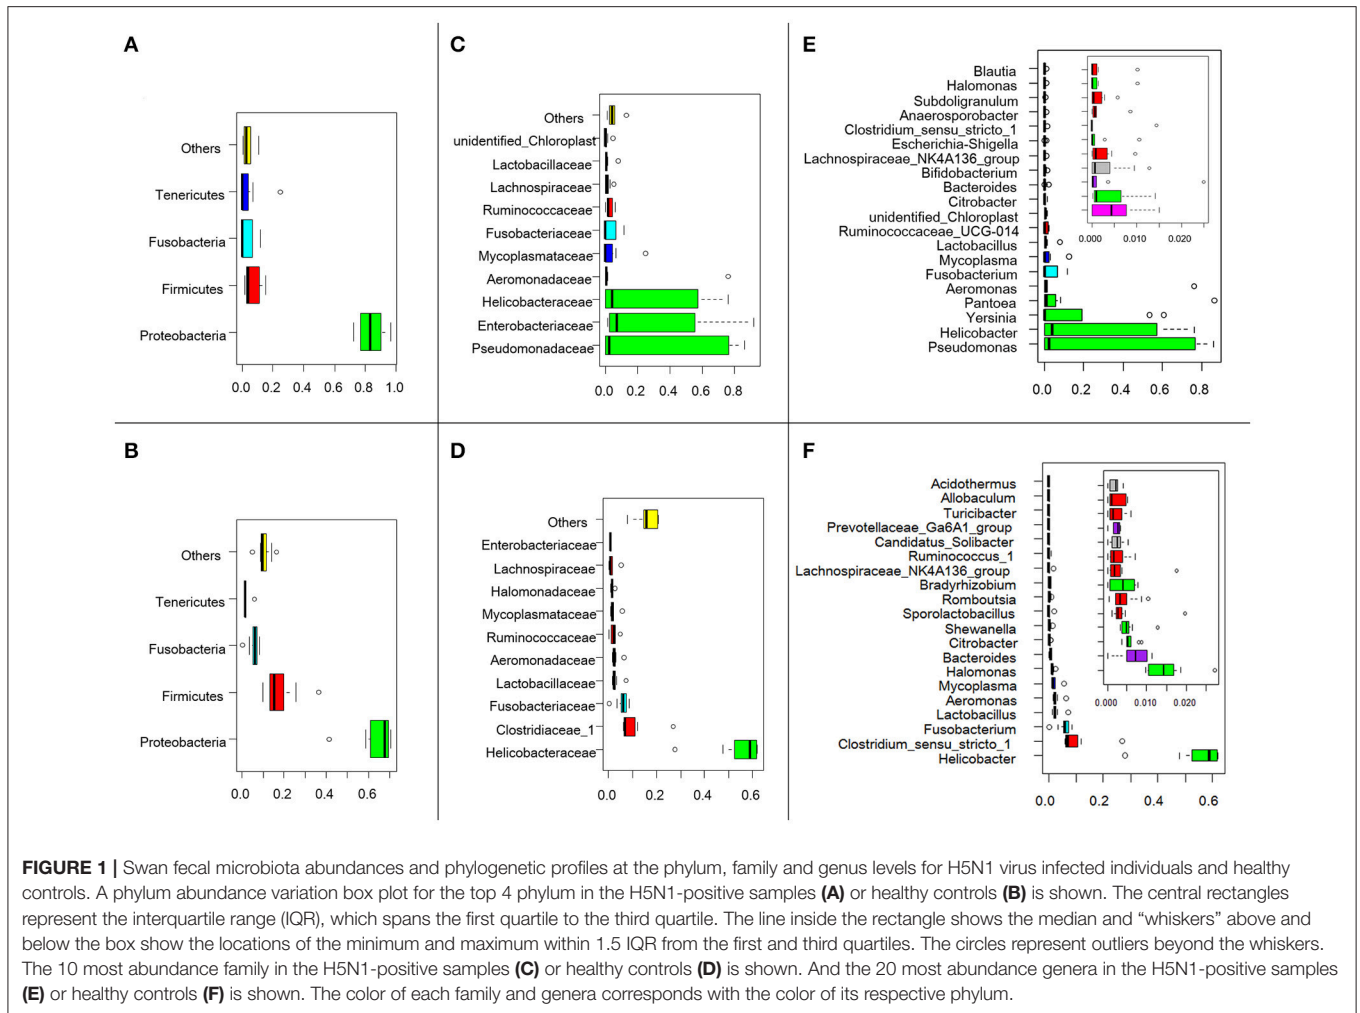 A
Others
Tenericutes
Fusobacteria
Firmicutes
Proteobacteria
0.0 0.2 0.4 0.6 0.8 1.0
C
Others
unidentified_Chloroplast
Lactobacillaceae
Lachnospiraceae
Ruminococcaceae
Fusobacteriaceae
Mycoplasmataceae
Aeromonadaceae
Helicobacteraceae
Enterobacteriaceae
Pseudomonadaceae
0.0 0.2 0.4 0.6 0.8
E
Blautia
Halomonas
Subdoligranulum
Anaerosporobacter
Clostridium_sensu_stricto_1
Escherichia-Shigella
Lachnospiraceae_NK4A136_group
Bifidobacterium
Bacteroides
Citrobacter
unidentified_Chloroplast
Ruminococcaceae_UCG-014
Lactobacillus
Mycoplasma
Fusobacterium
Aeromonas
Pantoea
Yersinia
Helicobacter
Pseudomonas
0.000 0.010 0.020
0.0 0.2 0.4 0.6 0.8
B
Others
Tenericutes
Fusobacteria
Firmicutes
Proteobacteria
0.0 0.2 0.4 0.6
D
Others
Enterobacteriaceae
Lachnospiraceae
Halomonadaceae
Mycoplasmataceae
Ruminococcaceae
Aeromonadaceae
Lactobacillaceae
Fusobacteriaceae
Clostridiaceae_1
Helicobacteraceae
0.0 0.2 0.4 0.6
F
Acidothermus
Allobaculum
Turicibacter
Prevotellaceae_Ga6A1_group
Candidatus_Solibacter
Ruminococcus_1
Lachnospiraceae_NK4A136_group
Bradyrhizobium
Romboutsia
Sporolactobacillus
Shewanella
Citrobacter
Bacteroides
Halomonas
Mycoplasma
Aeromonas
Lactobacillus
Fusobacterium
Clostridium_sensu_stricto_1
Helicobacter
0.000 0.010 0.020
0.0 0.2 0.4 0.6
FIGURE 1 | Swan fecal microbiota abundances and phylogenetic profiles at the phylum, family and genus levels for H5N1 virus infected individuals and healthy
controls. A phylum abundance variation box plot for the top 4 phylum in the H5N1-positive samples (A) or healthy controls (B) is shown. The central rectangles
represent the interquartile range (IQR), which spans the first quartile to the third quartile. The line inside the rectangle shows the median and “whiskers” above and
below the box show the locations of the minimum and maximum within 1.5 IQR from the first and third quartiles. The circles represent outliers beyond the whiskers.
The 10 most abundance family in the H5N1-positive samples (C) or healthy controls (D) is shown. And the 20 most abundance genera in the H5N1-positive samples
(E) or healthy controls (F) is shown. The color of each family and genera corresponds with the color of its respective phylum.